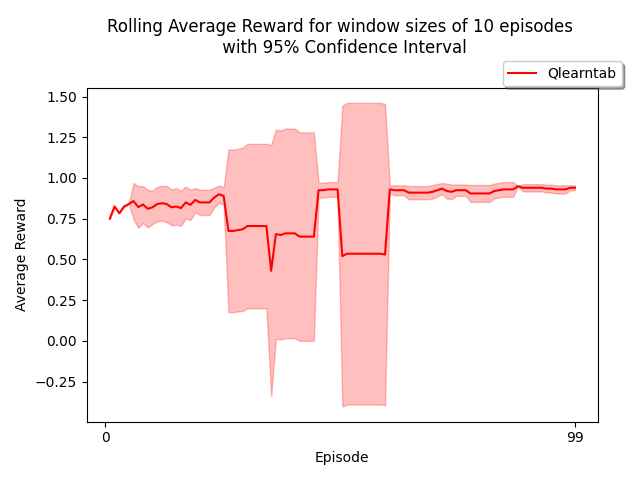 Rolling Average Reward for window sizes of 10 episodes
with 95% Confidence Interval
Qlearntab
1.50
1.25
1.00
0.75
0.50
0.25
0.00
−0.25
Average Reward
0 99
Episode